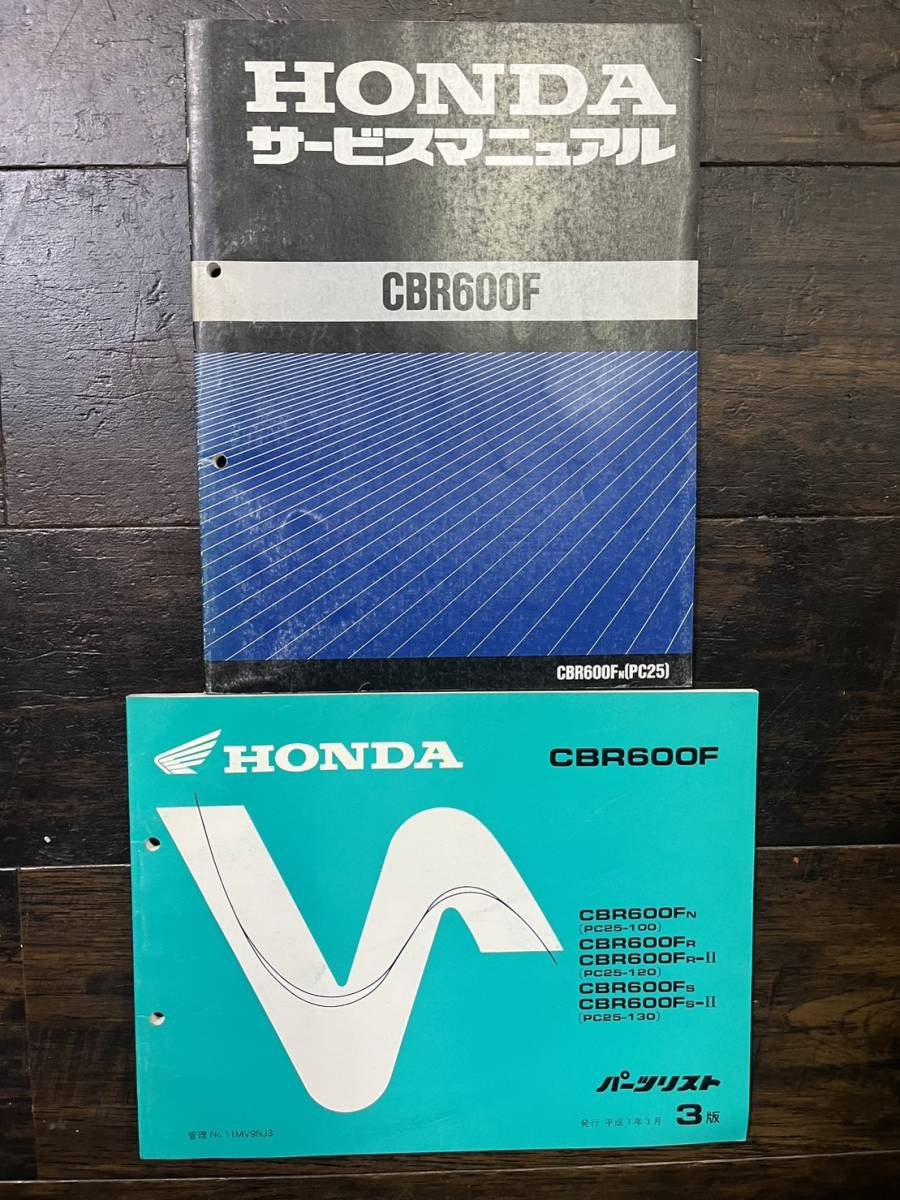 HONDA
サービスマニュアル
CBR600F
CBR600FN(PC25)
HONDA
CBR600F
CBR600FN
(PC25-100)
CBR600FR
CBR600FR-II
(PC25-120)
CBR600FS
CBR600FS-II
(PC25-130)
パーツリスト
管理 No.11MV9NJ3
発行 平成7年3月 3版